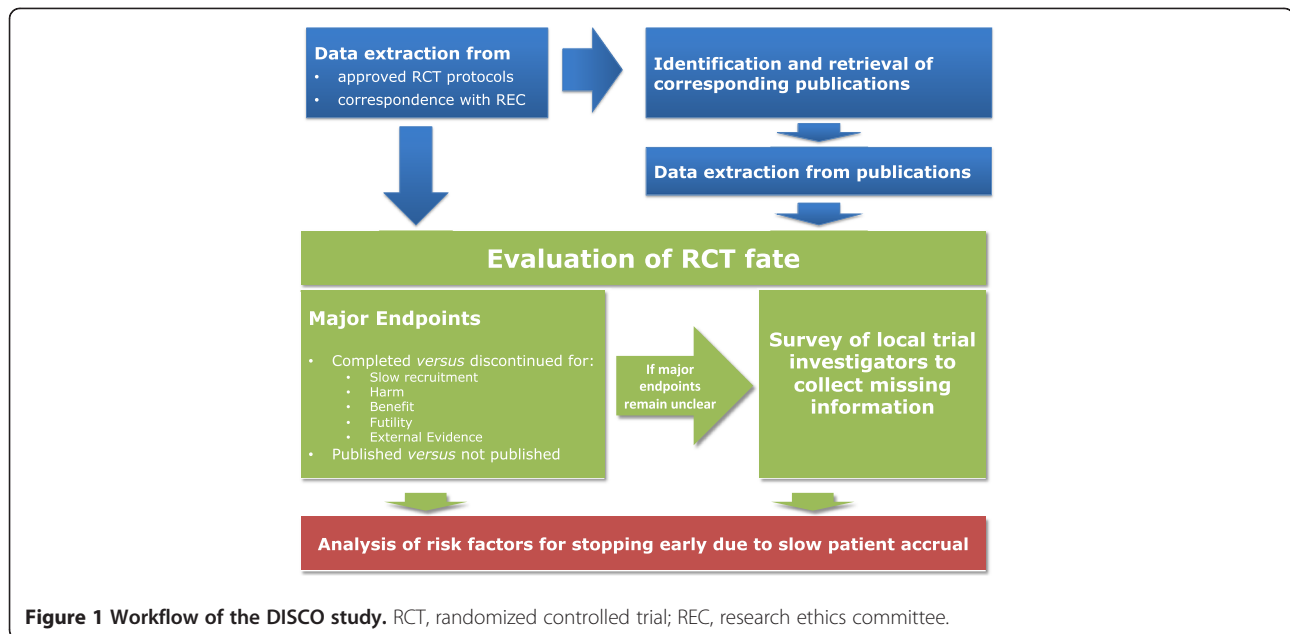 Data extraction from
• approved RCT protocols
• correspondence with REC
Identification and retrieval of
corresponding publications
Data extraction from publications
Evaluation of RCT fate
Major Endpoints
• Completed versus discontinued for:
• Slow recruitment
• Harm
• Benefit
• Futility
• External Evidence
• Published versus not published
If major
endpoints
remain unclear
Survey of local trial
investigators to
collect missing
information
Analysis of risk factors for stopping early due to slow patient accrual
Figure 1 Workflow of the DISCO study. RCT, randomized controlled trial; REC, research ethics committee.